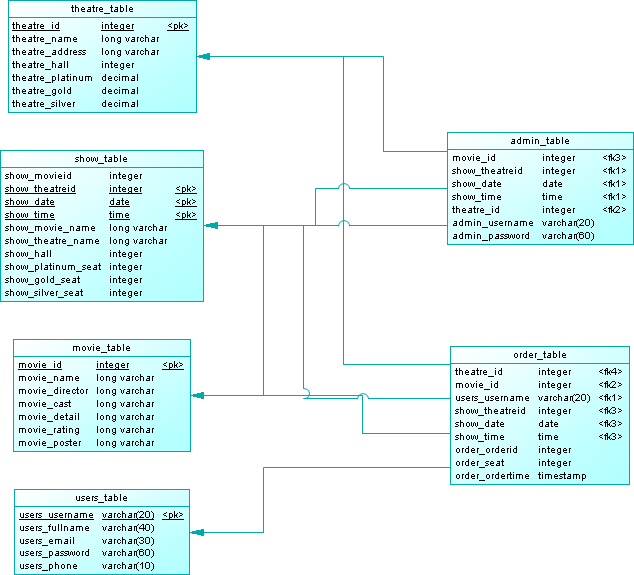 theatre_table
theatre_id integer <pk>
theatre_name long varchar
theatre_address long varchar
theatre_hall integer
theatre_platinum decimal
theatre_gold decimal
theatre_silver decimal
show_table
show_movieid integer
show_theatreid integer <pk>
show_date date <pk>
show_time time <pk>
show_movie_name long varchar
show_theatre_name long varchar
show_hall integer
show_platinum_seat integer
show_gold_seat integer
show_silver_seat integer
admin_table
movie_id integer <fk3>
show_theatreid integer <fk1>
show_date date <fk1>
show_time time <fk1>
theatre_id integer <fk2>
admin_username varchar(20)
admin_password varchar(60)
movie_table
movie_id integer <pk>
movie_name long varchar
movie_director long varchar
movie_cast long varchar
movie_detail long varchar
movie_rating long varchar
movie_poster long varchar
order_table
theatre_id integer <fk4>
movie_id integer <fk2>
users_username varchar(20) <fk1>
show_theatreid integer <fk3>
show_date date <fk3>
show_time time <fk3>
order_orderid integer
order_seat integer
order_ordertime timestamp
users_table
users_username varchar(20) <pk>
users_fullname varchar(40)
users_email varchar(30)
users_password varchar(60)
users_phone varchar(10)